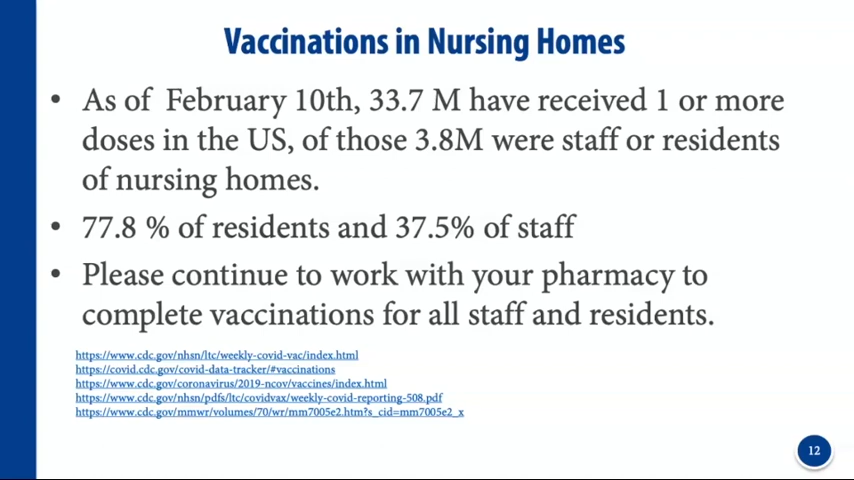 Vaccinations in Nursing Homes
• As of February 10th, 33.7 M have received 1 or more
doses in the US, of those 3.8M were staff or residents
of nursing homes.
• 77.8 % of residents and 37.5% of staff
• Please continue to work with your pharmacy to
complete vaccinations for all staff and residents.
https://www.cdc.gov/nhsn/ltc/weekly-covid-vac/index.html
https://covid.cdc.gov/covid-data-tracker/#vaccinations
https://www.cdc.gov/coronavirus/2019-ncov/vaccines/index.html
https://www.cdc.gov/nhsn/pdfs/ltc/covidvax/weekly-covid-reporting-508.pdf
https://www.cdc.gov/mmwr/volumes/70/wr/mm7005e2.htm?s_cid=mm7005e2_x
12